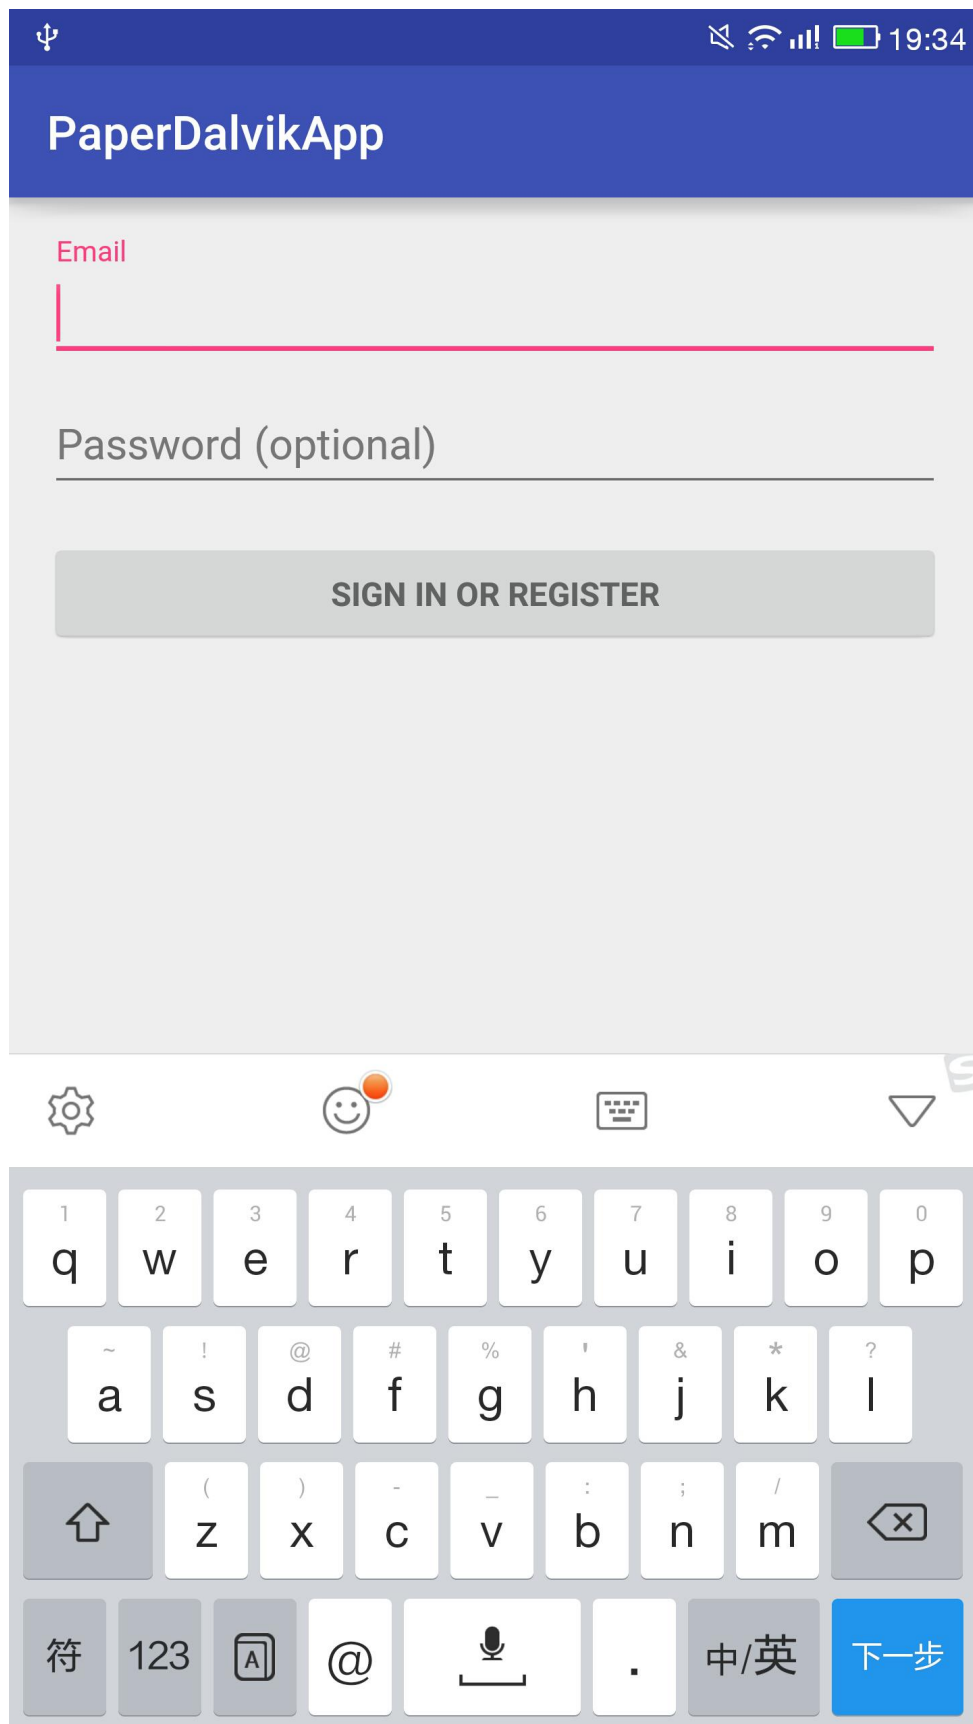 19:34
PaperDalvikApp
Email
Password (optional)
SIGN IN OR REGISTER
1 2 3 4 5 6 7 8 9 0
q w e r t y u i o p
~ ! @ # % ' & * ?
a s d f g h j k l
( ) - _ : ; /
z x c v b n m
符 123 A @ . 中/英 下一步